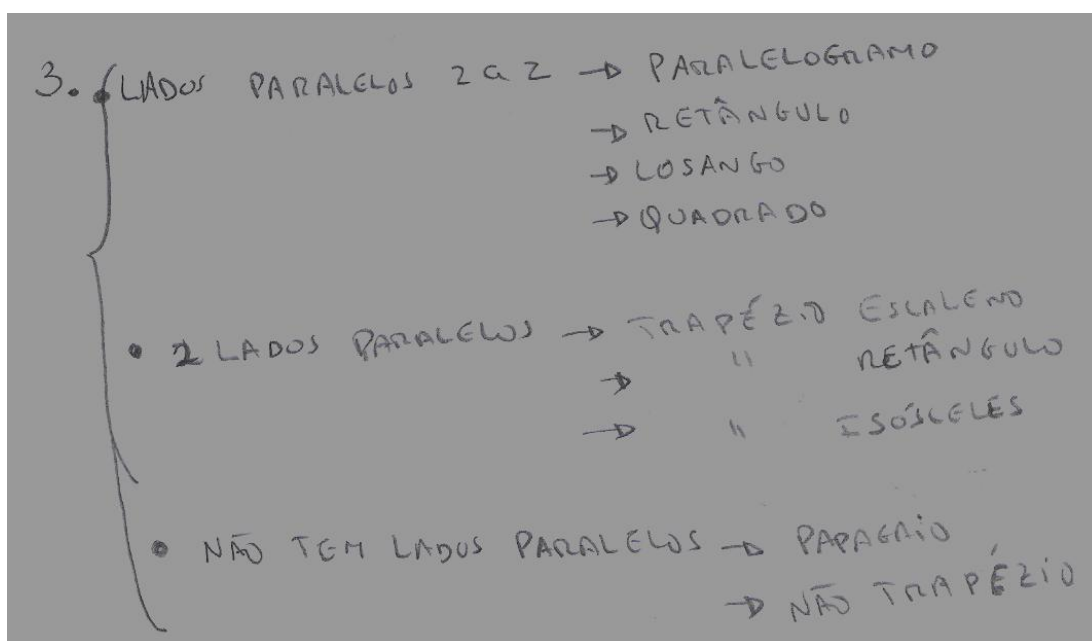 3. • LADOS PARALELOS 2 a 2 → PARALELOGRAMO
→ RETÂNGULO
→ LOSANGO
→ QUADRADO
• 2 LADOS PARALELOS → TRAPÉZIO ESCALENO
→ " RETÂNGULO
→ " ISÓSCELES
• NÃO TEM LADOS PARALELOS → PAPAGAIO
→ NÃO TRAPÉZIO